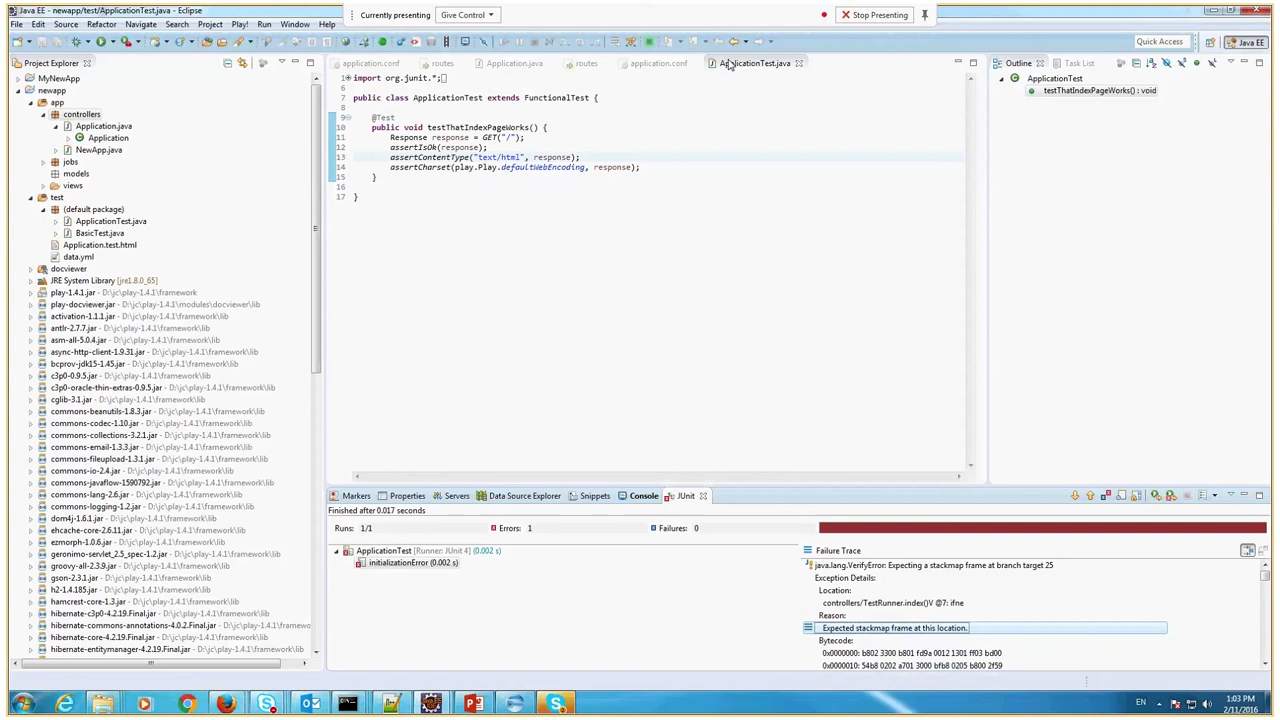 Java EE - newapp/test/ApplicationTest.java - Eclipse
Currently presenting
Give Control
Stop Presenting
File Edit Source Refactor Navigate Search Project Play! Run Window Help
Quick Access
Java EE
Project Explorer
MyNewApp
newapp
app
controllers
Application.java
Application
NewApp.java
jobs
models
views
test
(default package)
ApplicationTest.java
BasicTest.java
Application.test.html
data.yml
docviewer
JRE System Library [jre1.8.0_65]
play-1.4.1.jar - D:\jc\play-1.4.1\framework
play-docviewer.jar - D:\jc\play-1.4.1\modules\docviewer\lib
activation-1.1.1.jar - D:\jc\play-1.4.1\framework\lib
antlr-2.7.7.jar - D:\jc\play-1.4.1\framework\lib
asm-all-5.0.4.jar - D:\jc\play-1.4.1\framework\lib
async-http-client-1.9.31.jar - D:\jc\play-1.4.1\framework\lib
bcprov-jdk15-1.45.jar - D:\jc\play-1.4.1\framework\lib
c3p0-0.9.5.jar - D:\jc\play-1.4.1\framework\lib
c3p0-oracle-thin-extras-0.9.5.jar - D:\jc\play-1.4.1\framework\lib
cglib-3.1.jar - D:\jc\play-1.4.1\framework\lib
commons-beanutils-1.8.3.jar - D:\jc\play-1.4.1\framework\lib
commons-codec-1.10.jar - D:\jc\play-1.4.1\framework\lib
commons-collections-3.2.1.jar - D:\jc\play-1.4.1\framework\lib
commons-email-1.3.3.jar - D:\jc\play-1.4.1\framework\lib
commons-fileupload-1.3.1.jar - D:\jc\play-1.4.1\framework\lib
commons-io-2.4.jar - D:\jc\play-1.4.1\framework\lib
commons-javaflow-1590792.jar - D:\jc\play-1.4.1\framework\lib
commons-lang-2.6.jar - D:\jc\play-1.4.1\framework\lib
commons-logging-1.2.jar - D:\jc\play-1.4.1\framework\lib
dom4j-1.6.1.jar - D:\jc\play-1.4.1\framework\lib
ehcache-core-2.6.11.jar - D:\jc\play-1.4.1\framework\lib
ezmorph-1.0.6.jar - D:\jc\play-1.4.1\framework\lib
geronimo-servlet_2.5_spec-1.2.jar - D:\jc\play-1.4.1\framework\lib
groovy-all-2.3.9.jar - D:\jc\play-1.4.1\framework\lib
gson-2.3.1.jar - D:\jc\play-1.4.1\framework\lib
h2-1.4.185.jar - D:\jc\play-1.4.1\framework\lib
hamcrest-core-1.3.jar - D:\jc\play-1.4.1\framework\lib
hibernate-c3p0-4.2.19.Final.jar - D:\jc\play-1.4.1\framework\lib
hibernate-commons-annotations-4.0.2.Final.jar - D:\jc\play-1.4.1\framewo
hibernate-core-4.2.19.Final.jar - D:\jc\play-1.4.1\framework\lib
hibernate-entitymanager-4.2.19.Final.jar - D:\jc\play-1.4.1\framework\lib
application.conf routes Application.java routes application.conf ApplicationTest.java
1 import org.junit.*;
6
7 public class ApplicationTest extends FunctionalTest {
8
9 @Test
10 public void testThatIndexPageWorks() {
11 Response response = GET("/");
12 assertIsOk(response);
13 assertContentType("text/html", response);
14 assertCharset(play.Play.defaultWebEncoding, response);
15 }
16
17 }
Outline Task List
ApplicationTest
testThatIndexPageWorks() : void
Markers Properties Servers Data Source Explorer Snippets Console JUnit
Finished after 0.017 seconds
Runs: 1/1 Errors: 1 Failures: 0
ApplicationTest [Runner: JUnit 4] (0.002 s)
initializationError (0.002 s)
Failure Trace
java.lang.VerifyError: Expecting a stackmap frame at branch target 25
Exception Details:
Location:
controllers/TestRunner.index()V @7: ifne
Reason:
Expected stackmap frame at this location.
Bytecode:
0x0000000: b802 3300 b801 fd9a 0012 1301 ff03 bd00
0x0000010: 54b8 0202 a701 3000 bfb8 0205 b800 2f59
EN
1:03 PM
2/11/2016